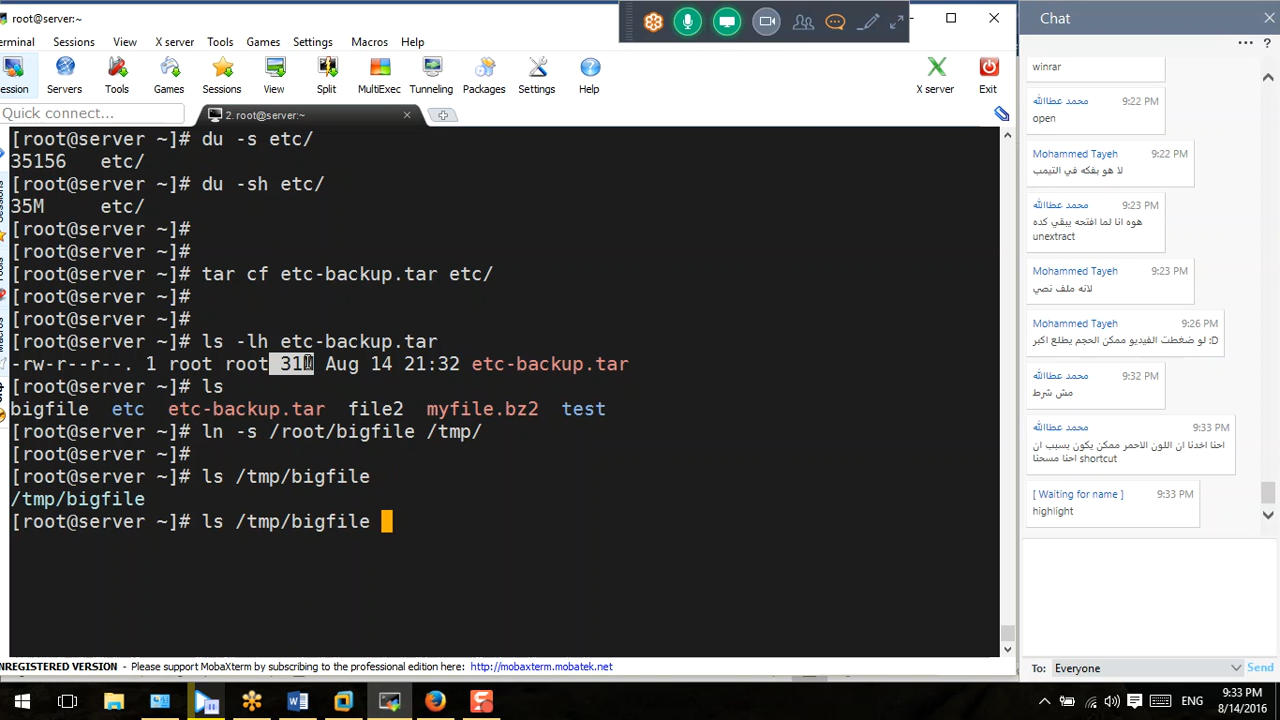 root@server:~
erminal Sessions View X server Tools Games Settings Macros Help
ession Servers Tools Games Sessions View Split MultiExec Tunneling Packages Settings Help X server Exit
Quick connect...
2. root@server:~
[root@server ~]# du -s etc/
35156 etc/
[root@server ~]# du -sh etc/
35M etc/
[root@server ~]#
[root@server ~]#
[root@server ~]# tar cf etc-backup.tar etc/
[root@server ~]#
[root@server ~]#
[root@server ~]# ls -lh etc-backup.tar
-rw-r--r--. 1 root root 31 Aug 14 21:32 etc-backup.tar
[root@server ~]# ls
bigfile etc etc-backup.tar file2 myfile.bz2 test
[root@server ~]# ln -s /root/bigfile /tmp/
[root@server ~]#
[root@server ~]# ls /tmp/bigfile
/tmp/bigfile
[root@server ~]# ls /tmp/bigfile
Sessions
Tools
Macros
NREGISTERED VERSION - Please support MobaXterm by subscribing to the professional edition here: http://mobaxterm.mobatek.net
Chat
winrar
محمد عطاالله 9:22 PM
open
Mohammed Tayeh 9:22 PM
لا هو بفكه في التيمب
محمد عطاالله 9:23 PM
هوه انا لما افتحه يبقي كده
unextract
Mohammed Tayeh 9:23 PM
لانه ملف نصي
Mohammed Tayeh 9:26 PM
لو ضغطت الفيديو ممكن الحجم يطلع اكبر :D
محمد عطاالله 9:32 PM
مش شرط
محمد عطاالله 9:33 PM
احنا اخدنا ان اللون الاحمر ممكن يكون بسبب ان
shortcut احنا مسحنا
[ Waiting for name ] 9:33 PM
highlight
To: Everyone Send
ENG
9:33 PM
8/14/2016